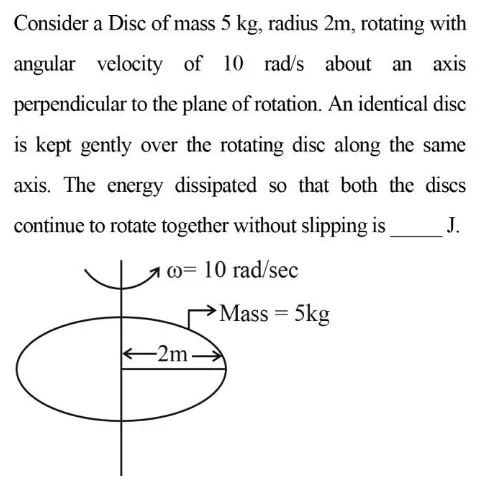 Consider a Disc of mass 5 kg, radius 2m, rotating with
angular velocity of 10 rad/s about an axis
perpendicular to the plane of rotation. An identical disc
is kept gently over the rotating disc along the same
axis. The energy dissipated so that both the discs
continue to rotate together without slipping is _____ J.
ω= 10 rad/sec
Mass = 5kg
2m